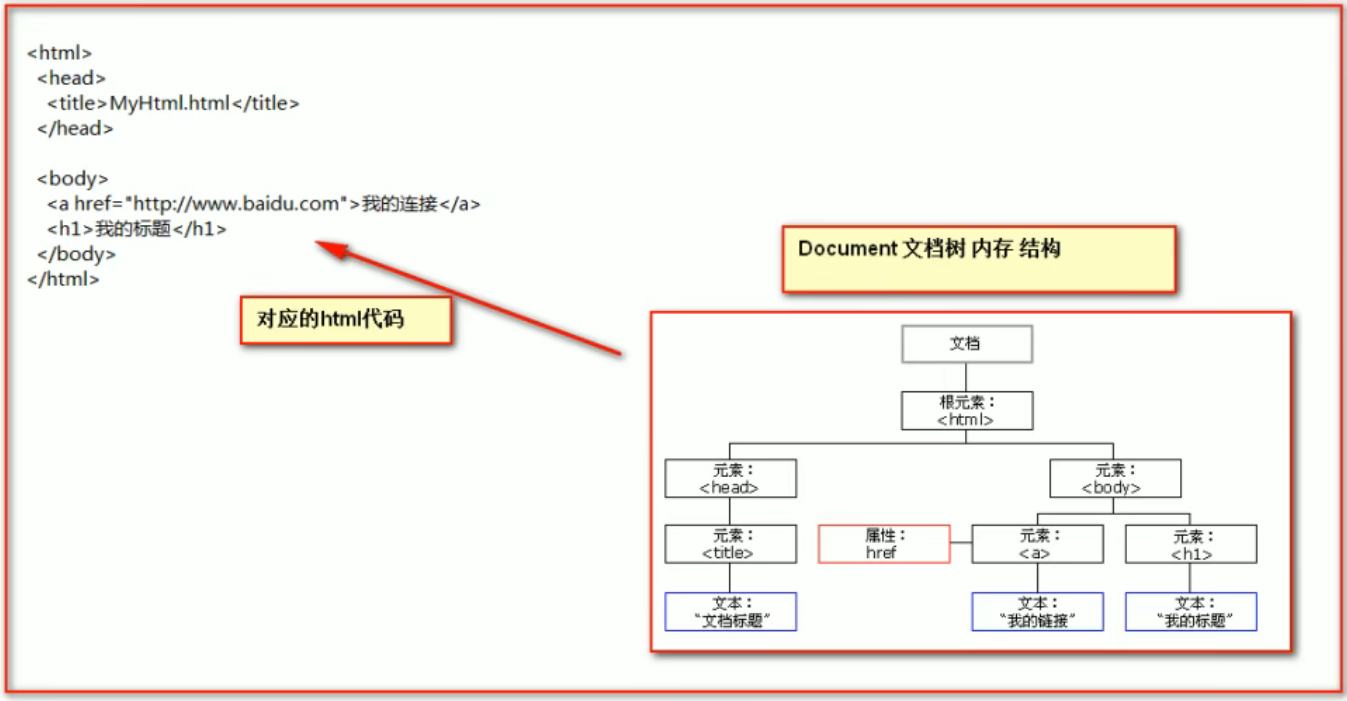 <html>
<head>
<title>MyHtml.html</title>
</head>
<body>
<a href="http://www.baidu.com">我的连接</a>
<h1>我的标题</h1>
</body>
</html>
对应的html代码
Document 文档树 内存 结构
文档
根元素：
<html>
元素：
<head>
元素：
<body>
元素：
<title>
属性：
href
元素：
<a>
元素：
<h1>
文本：
“文档标题”
文本：
“我的链接”
文本：
“我的标题”